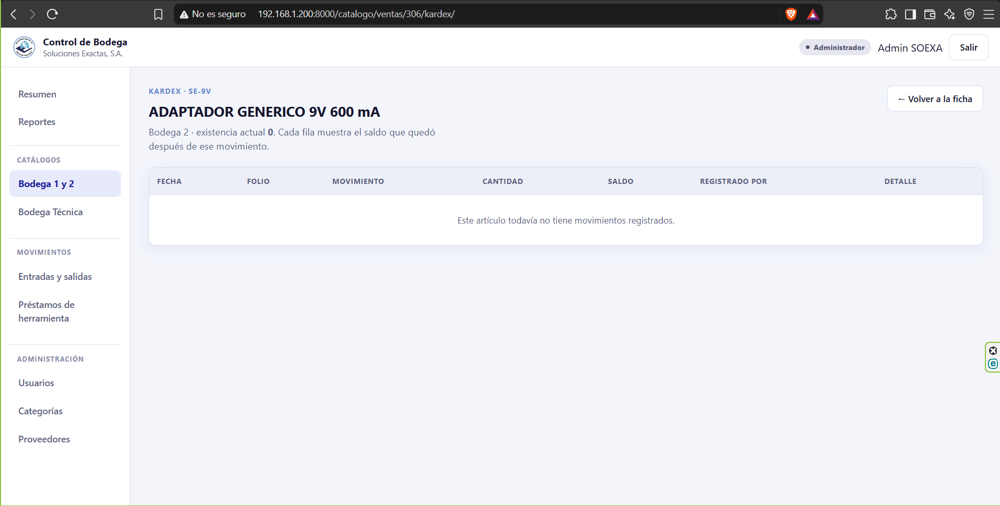 No es seguro 192.168.1.200:8000/catalogo/ventas/306/kardex/
Control de Bodega
Soluciones Exactas, S.A.
Administrador
Admin SOEXA
Salir
Resumen
Reportes
CATÁLOGOS
Bodega 1 y 2
Bodega Técnica
MOVIMIENTOS
Entradas y salidas
Préstamos de
herramienta
ADMINISTRACIÓN
Usuarios
Categorías
Proveedores
KARDEX · SE-9V
ADAPTADOR GENERICO 9V 600 mA
Bodega 2 · existencia actual 0. Cada fila muestra el saldo que quedó
después de ese movimiento.
← Volver a la ficha
FECHA FOLIO MOVIMIENTO CANTIDAD SALDO REGISTRADO POR DETALLE
Este artículo todavía no tiene movimientos registrados.